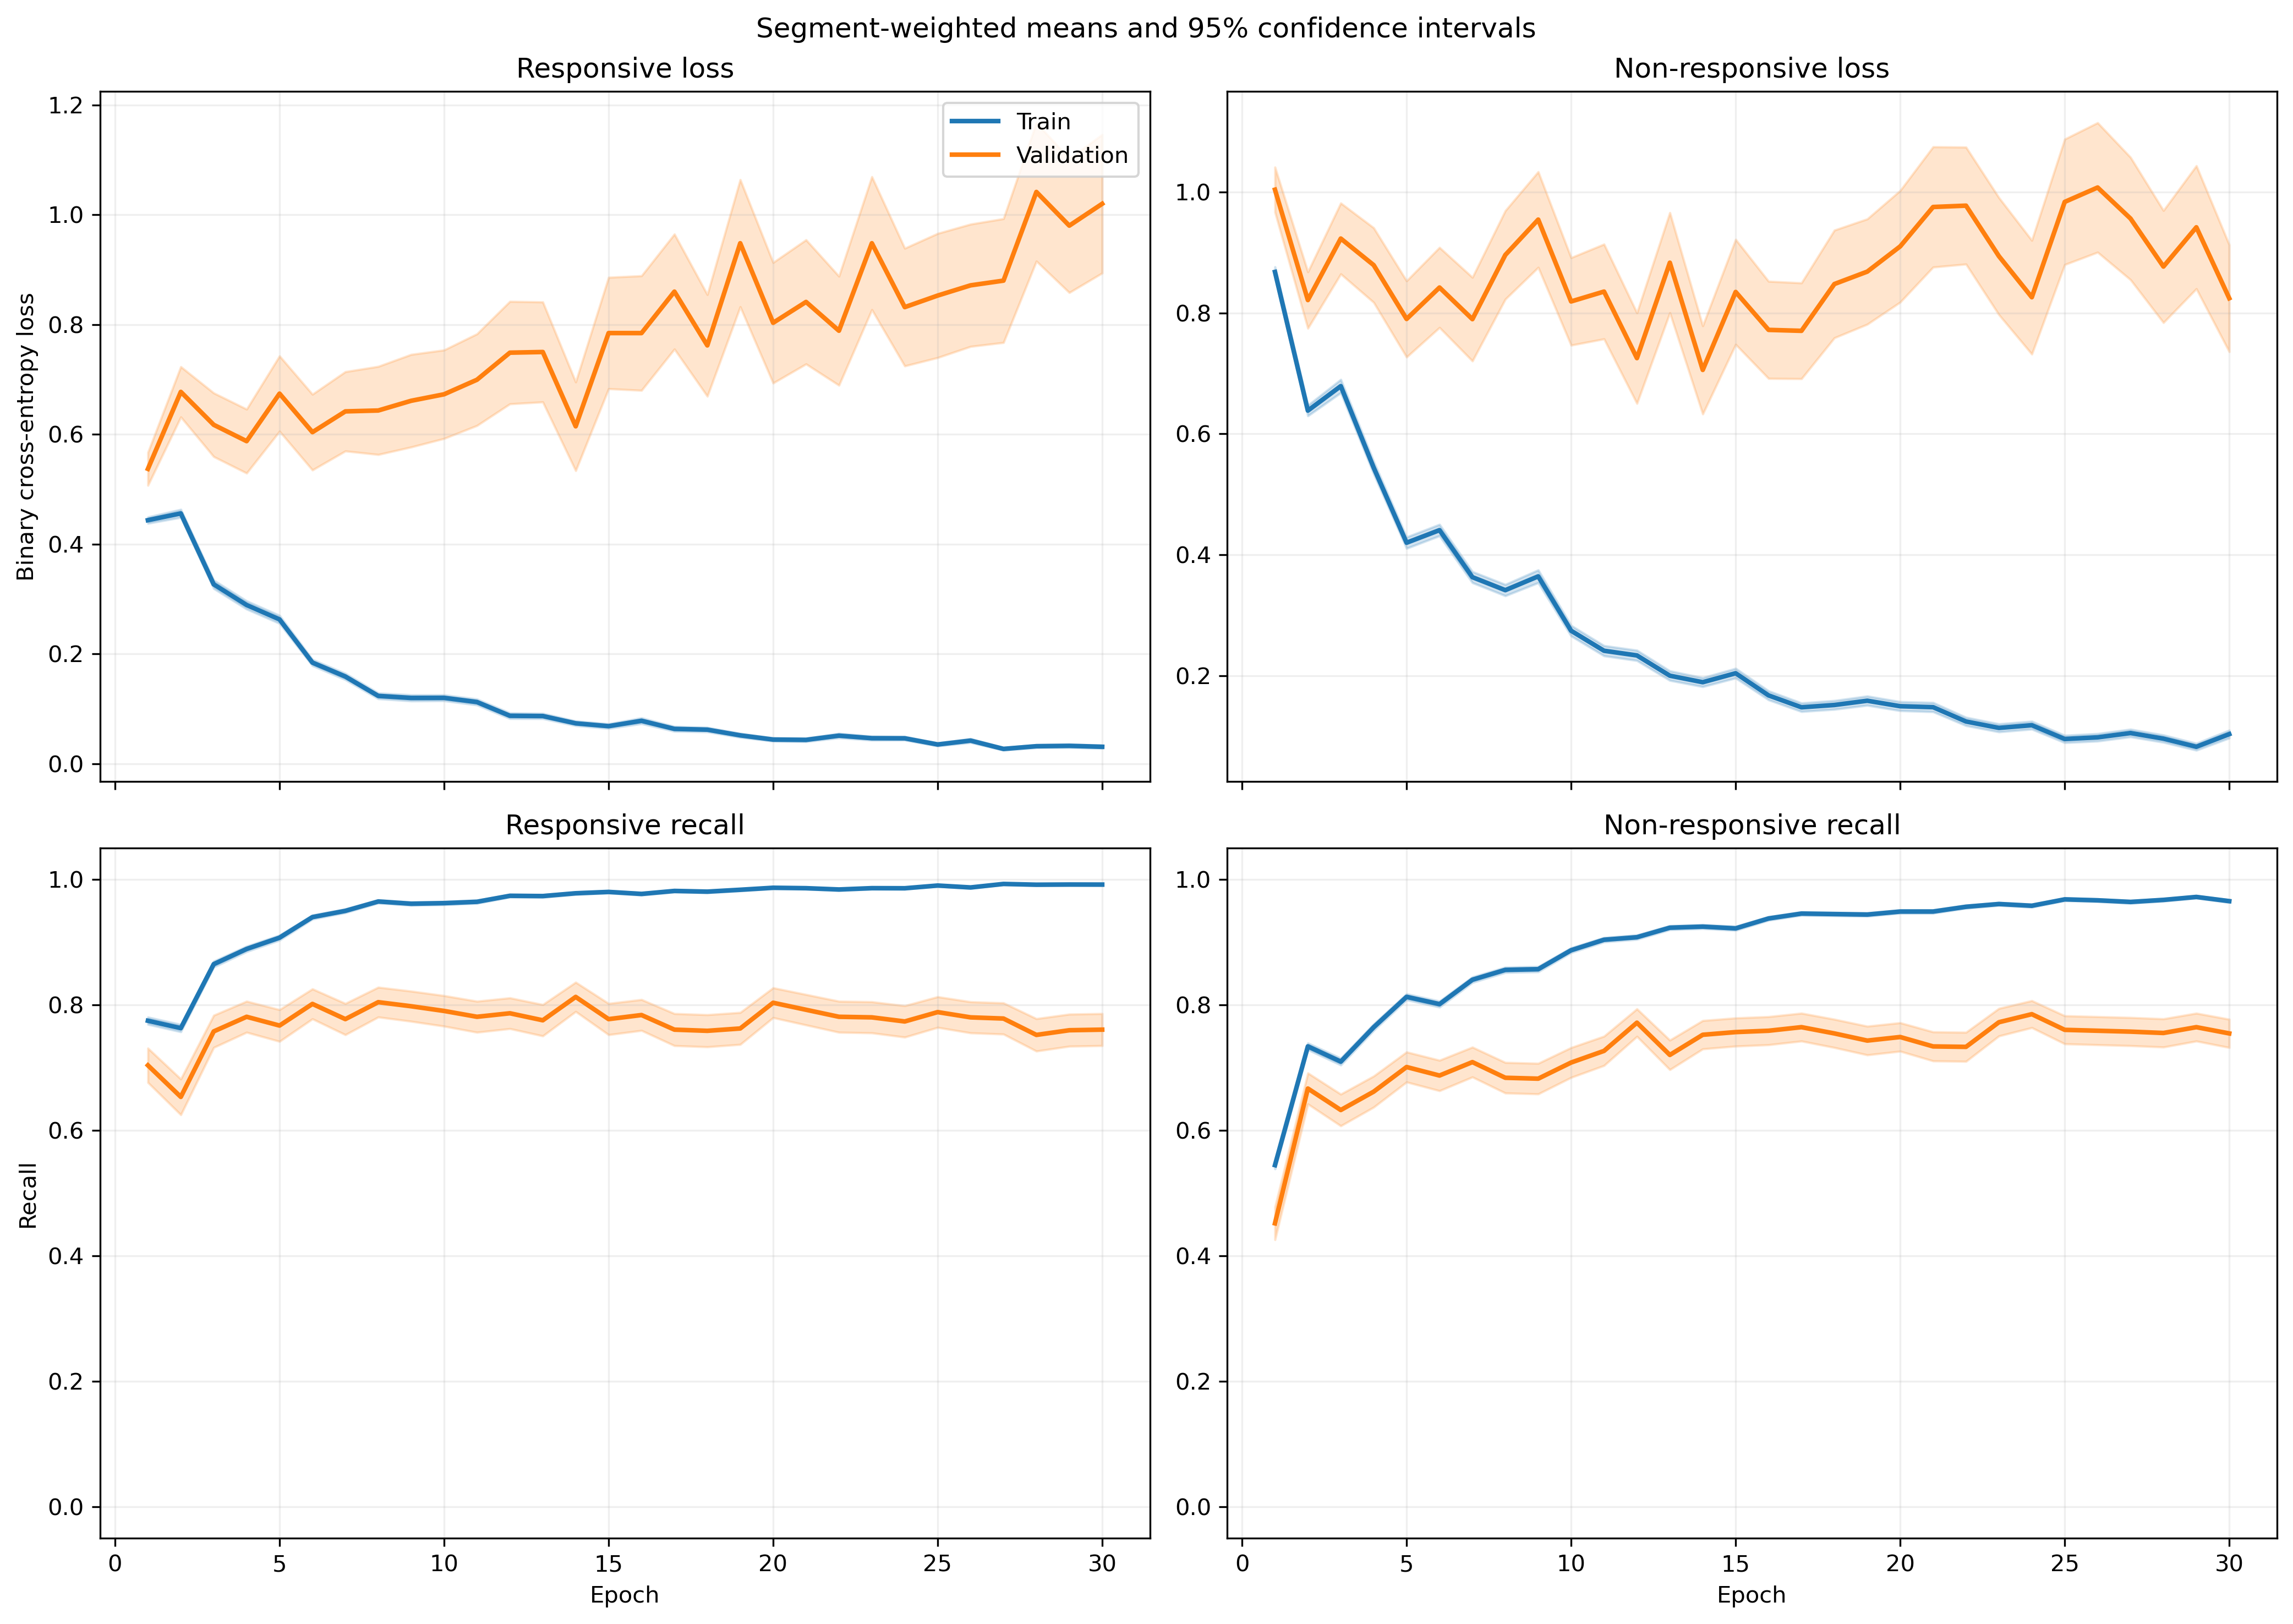 Segment-weighted means and 95% confidence intervals
Responsive loss
Non-responsive loss
Binary cross-entropy loss
1.2
1.0
0.8
0.6
0.4
0.2
0.0
Train
Validation
1.0
0.8
0.6
0.4
0.2
Responsive recall
Non-responsive recall
Recall
1.0
0.8
0.6
0.4
0.2
0.0
0 5 10 15 20 25 30
Epoch
1.0
0.8
0.6
0.4
0.2
0.0
0 5 10 15 20 25 30
Epoch